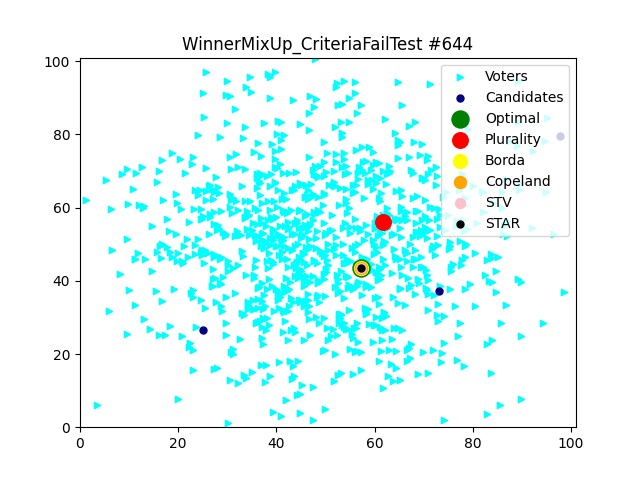 WinnerMixUp_CriteriaFailTest #644
100
80
60
40
20
0
0 20 40 60 80 100
Voters
Candidates
Optimal
Plurality
Borda
Copeland
STV
STAR